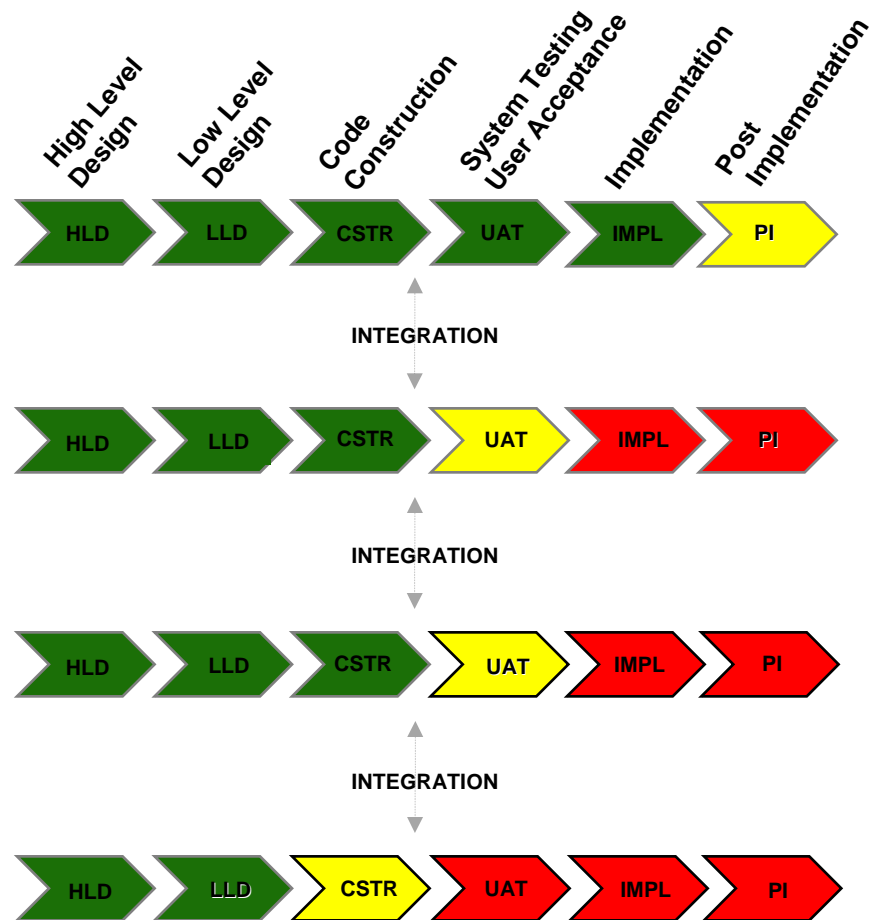 High Level
Design
Low Level
Design
Code
Construction
System Testing
User Acceptance
Implementation
Post
Implementation
HLD
LLD
CSTR
UAT
IMPL
PI
INTEGRATION
HLD
LLD
CSTR
UAT
IMPL
PI
INTEGRATION
HLD
LLD
CSTR
UAT
IMPL
PI
INTEGRATION
HLD
LLD
CSTR
UAT
IMPL
PI